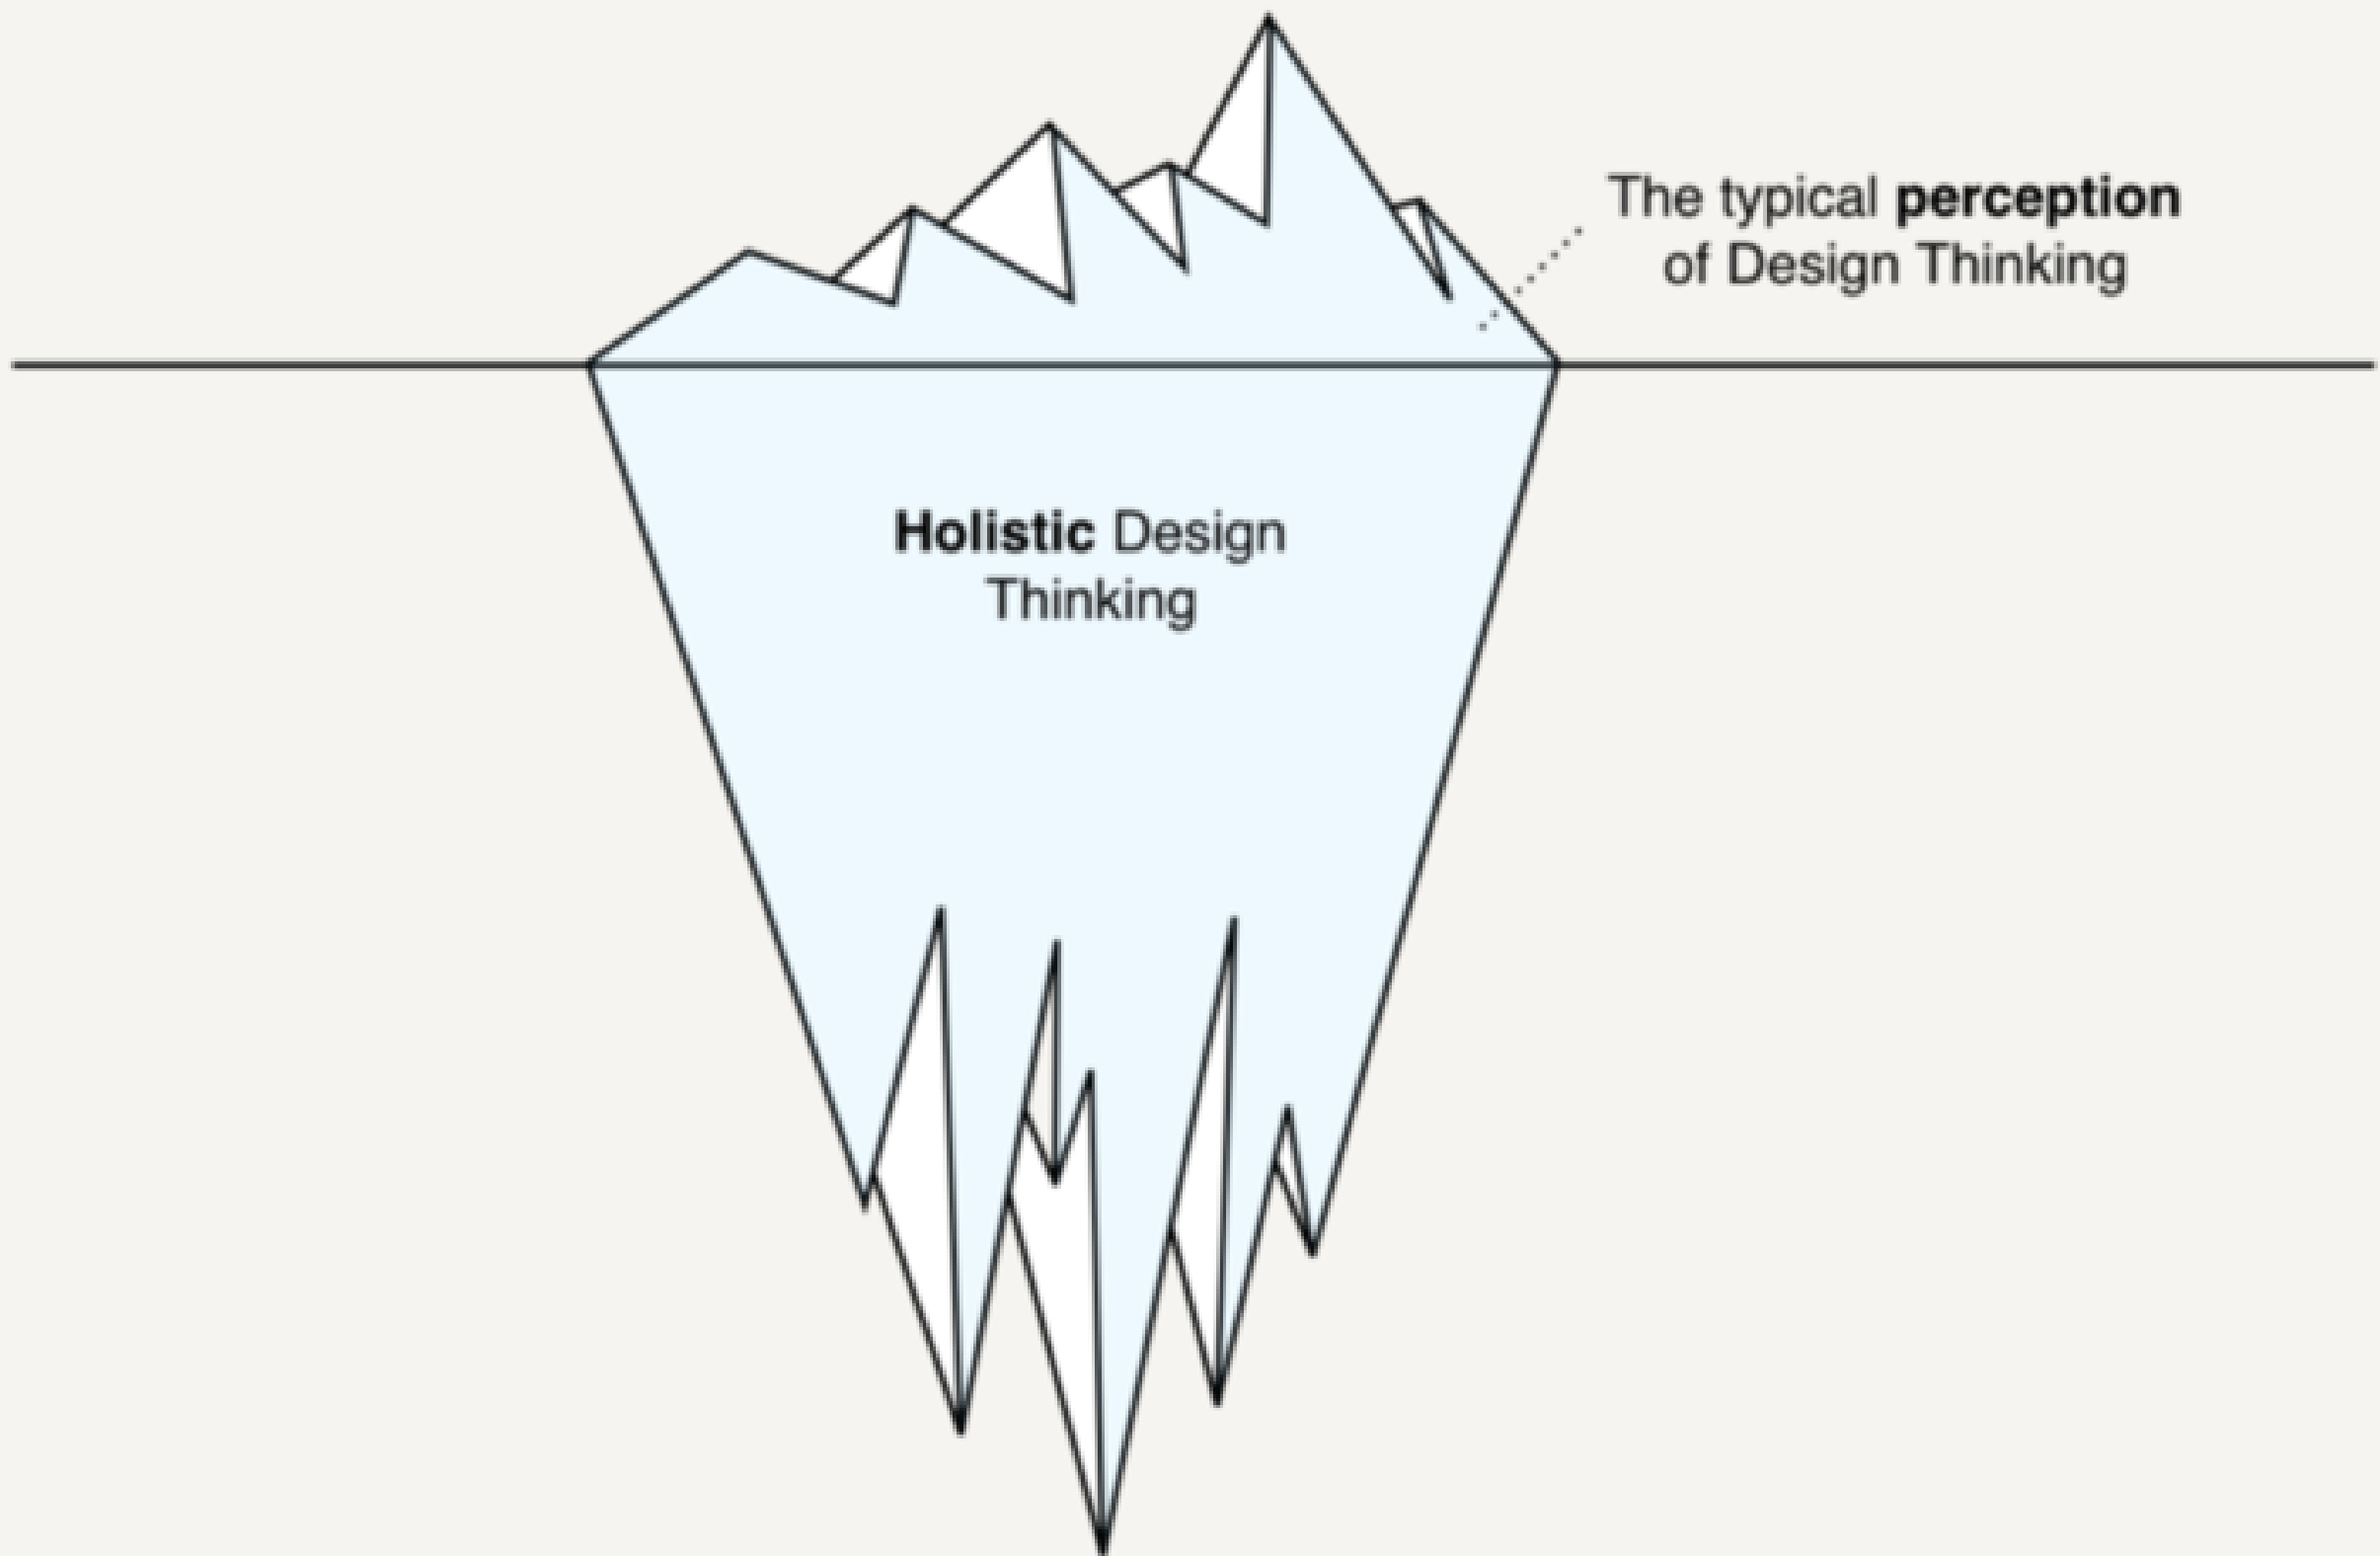 The typical perception
of Design Thinking
Holistic Design
Thinking